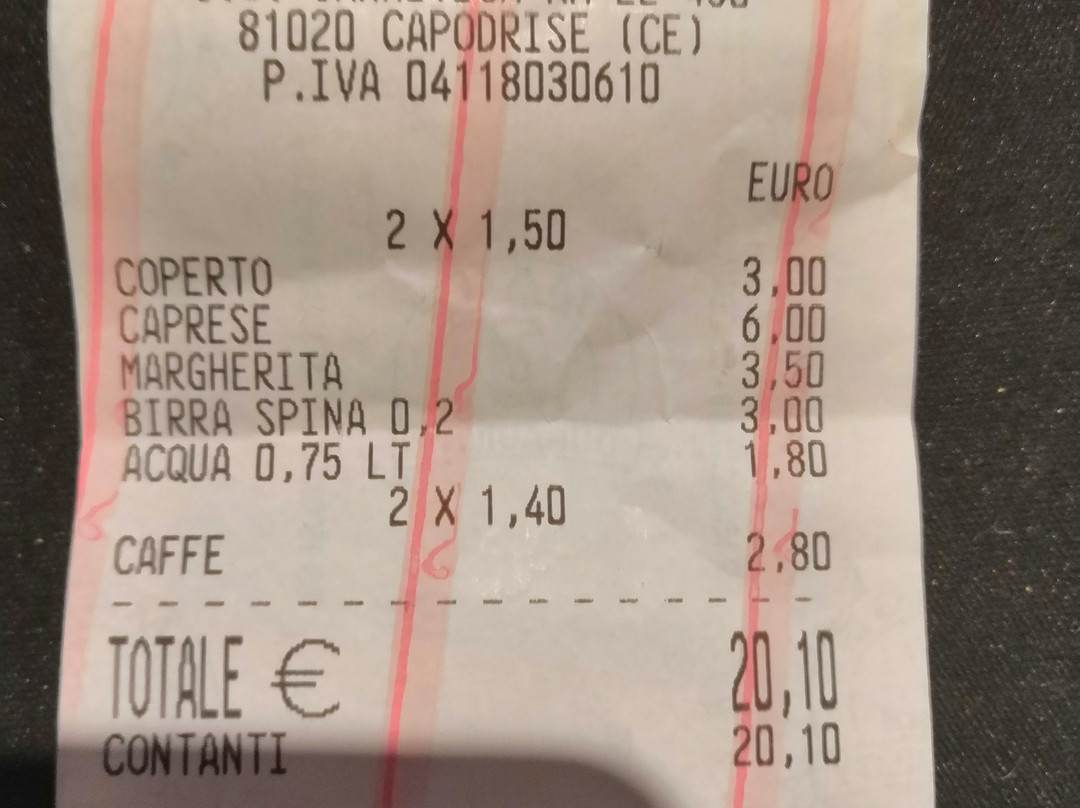 81020 CAPODRISE (CE)
P.IVA 04118030610
EURO
2 X 1,50
COPERTO 3,00
CAPRESE 6,00
MARGHERITA 3,50
BIRRA SPINA 0,2 3,00
ACQUA 0,75 LT 1,80
2 X 1,40
CAFFE 2,80
TOTALE € 20,10
CONTANTI 20,10